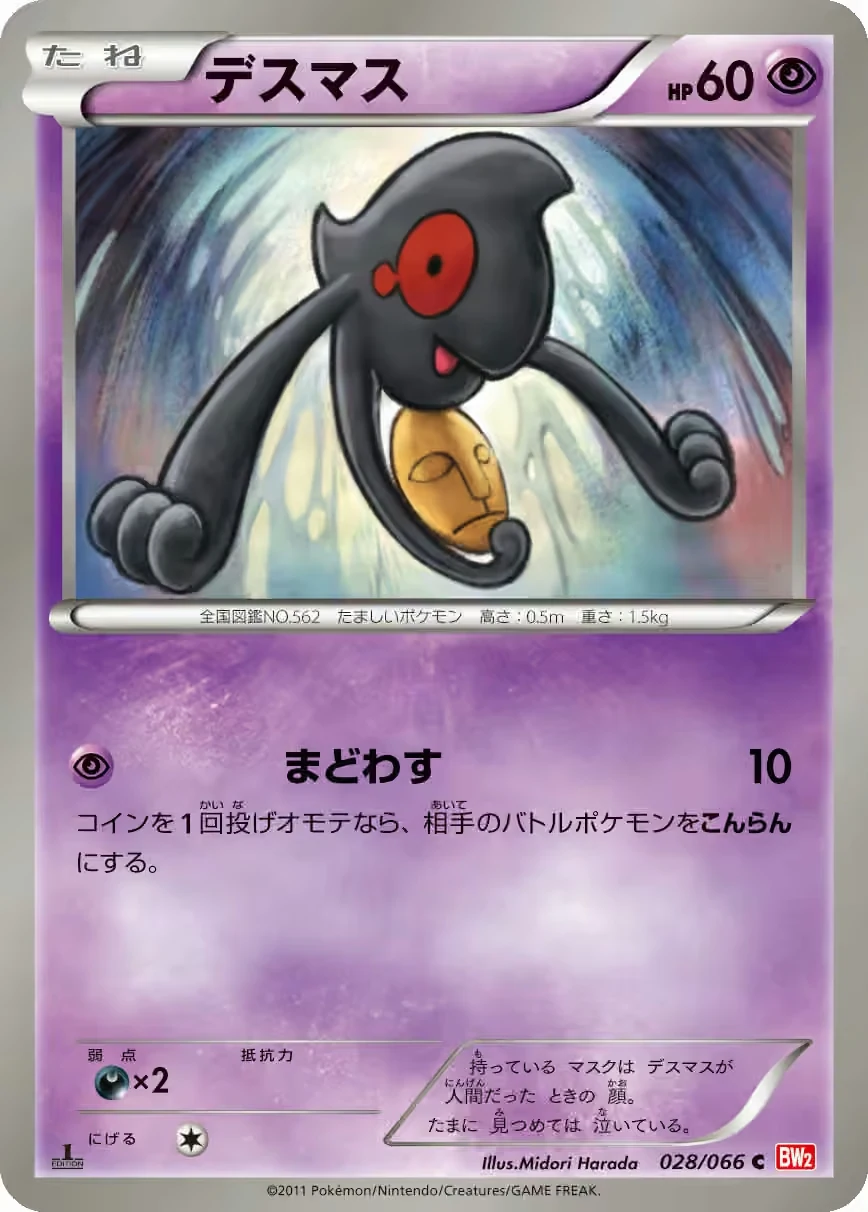 たね デスマス HP60
全国図鑑NO.562 たましいポケモン 高さ：0.5m 重さ：1.5kg
まどわす 10
コインを1回投げオモテなら、相手のバトルポケモンをこんらん
にする。
弱点 抵抗力
×2
にげる
持っている マスクは デスマスが
人間だった ときの 顔。
たまに 見つめては 泣いている。
1 EDITION
Illus.Midori Harada 028/066 C BW2
©2011 Pokémon/Nintendo/Creatures/GAME FREAK.